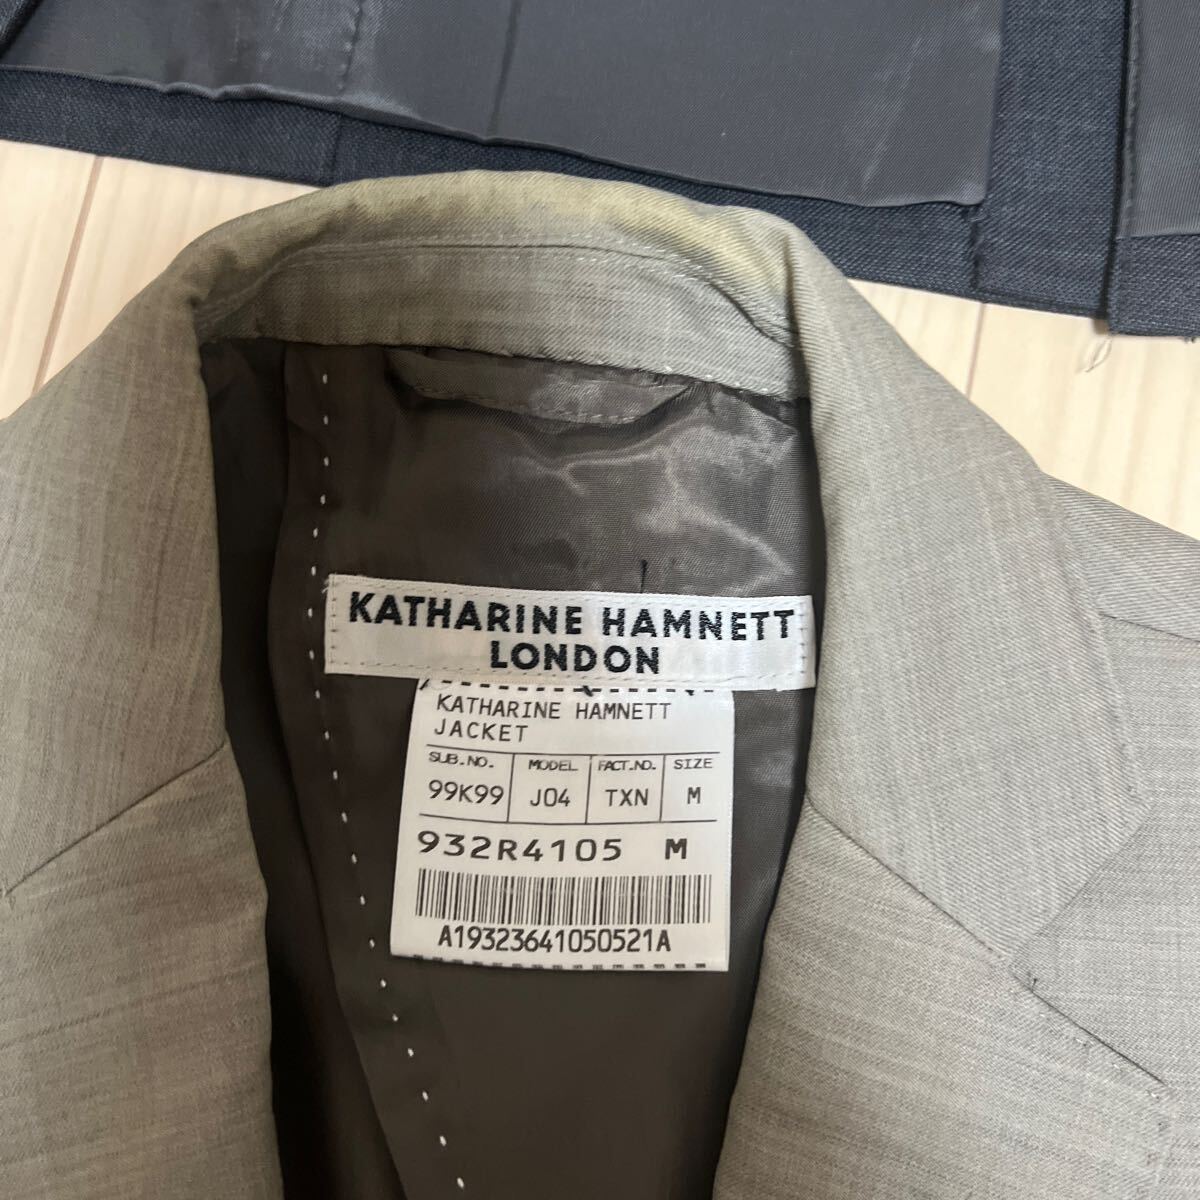 KATHARINE HAMNETT
LONDON
KATHARINE HAMNETT
JACKET
SUB.NO. MODEL FACT.NO. SIZE
99K99 J04 TXN M
932R4105 M
A19323641050521A